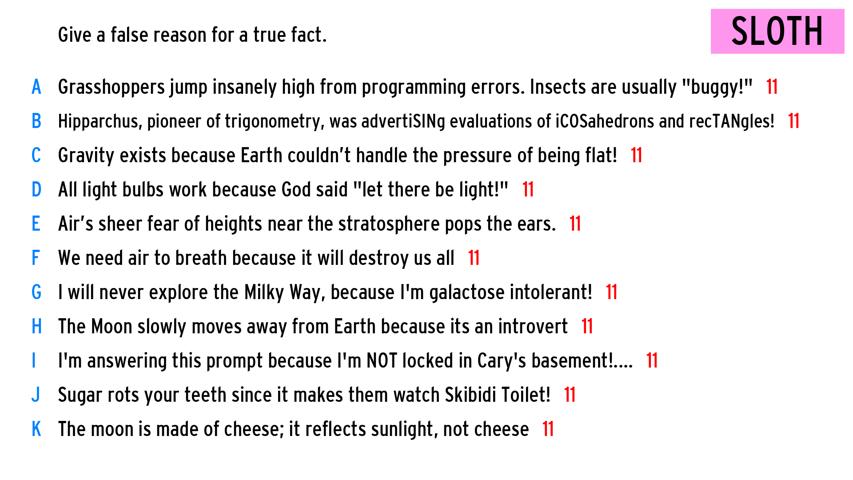 Give a false reason for a true fact.
SLOTH
A Grasshoppers jump insanely high from programming errors. Insects are usually "buggy!" 11
B Hipparchus, pioneer of trigonometry, was advertiSINg evaluations of iCOSahedrons and recTANgles! 11
C Gravity exists because Earth couldn't handle the pressure of being flat! 11
D All light bulbs work because God said "let there be light!" 11
E Air's sheer fear of heights near the stratosphere pops the ears. 11
F We need air to breath because it will destroy us all 11
G I will never explore the Milky Way, because I'm galactose intolerant! 11
H The Moon slowly moves away from Earth because its an introvert 11
I I'm answering this prompt because I'm NOT locked in Cary's basement!.... 11
J Sugar rots your teeth since it makes them watch Skibidi Toilet! 11
K The moon is made of cheese; it reflects sunlight, not cheese 11